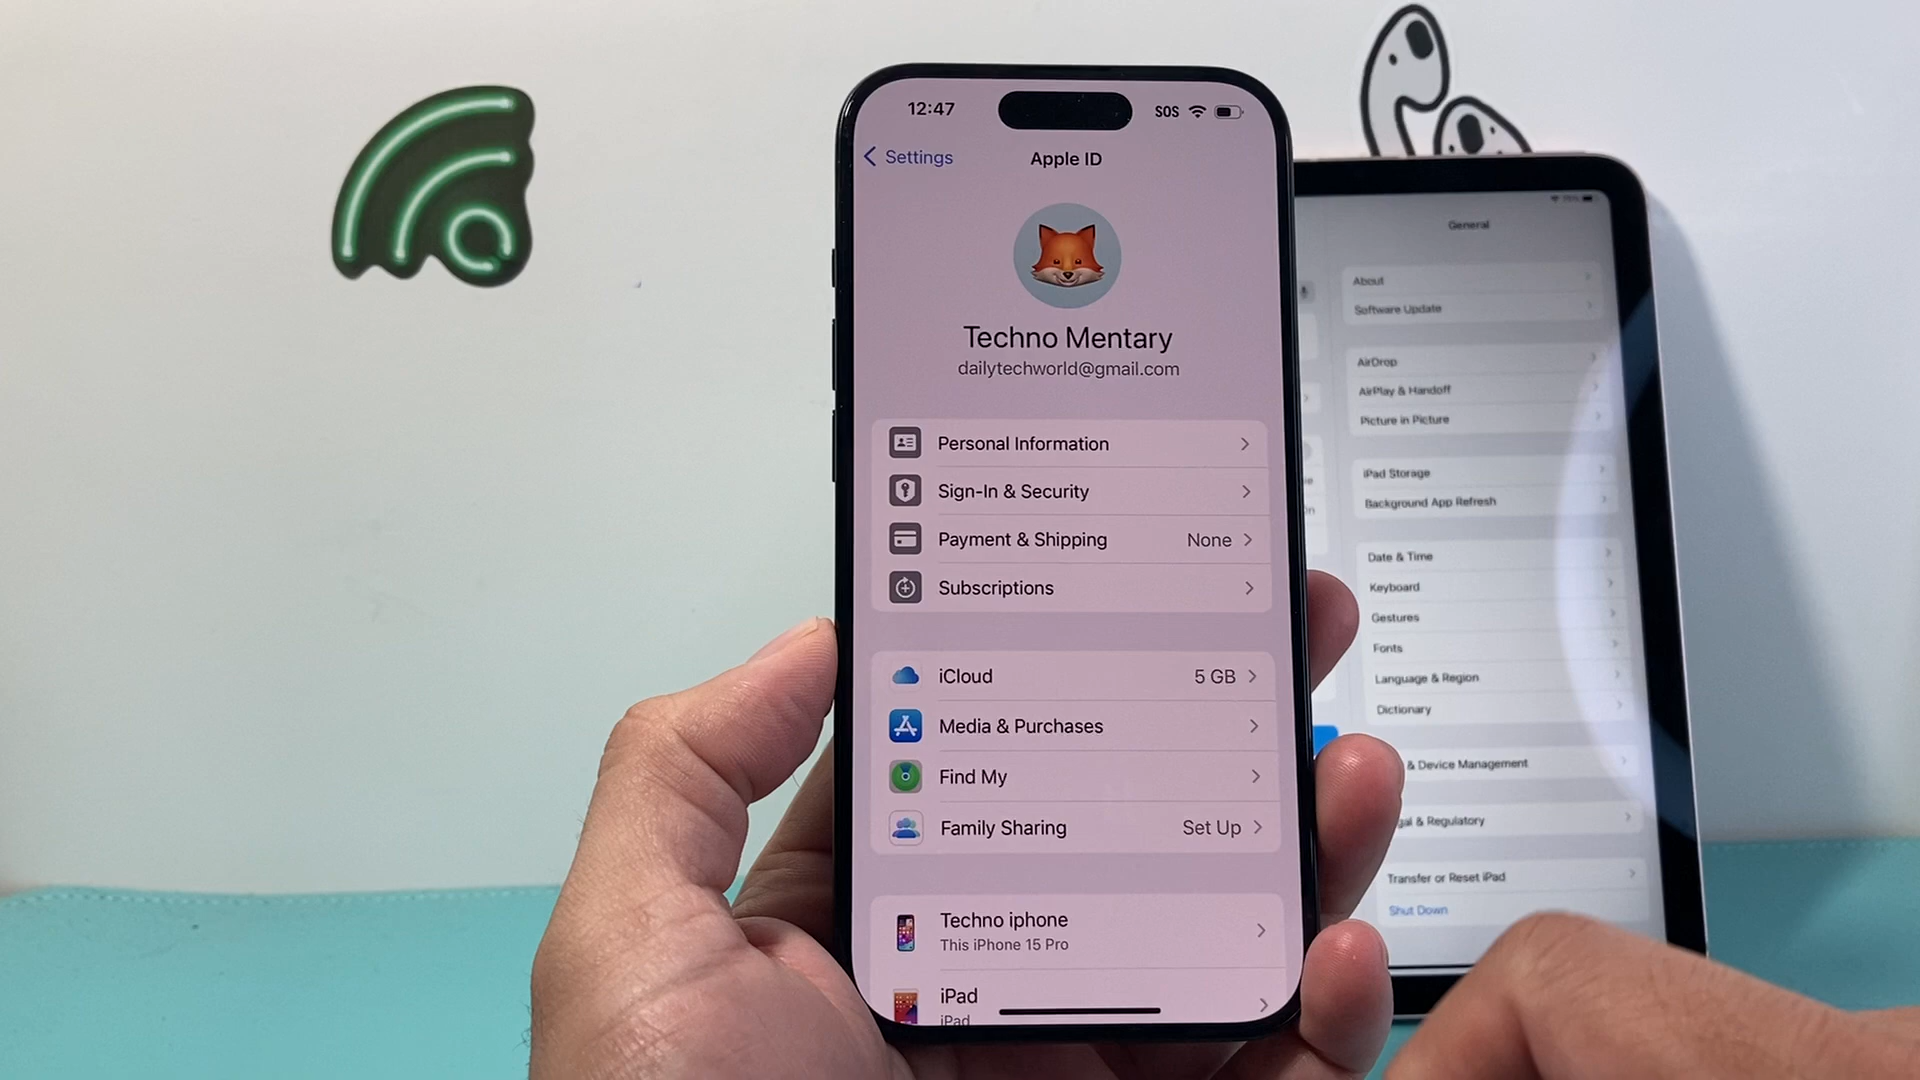 12:47
SOS
Settings
Apple ID
Techno Mentary
dailytechworld@gmail.com
Personal Information
Sign-In & Security
Payment & Shipping None
Subscriptions
iCloud 5 GB
Media & Purchases
Find My
Family Sharing Set Up
Techno iphone
This iPhone 15 Pro
iPad
iPad
General
About
Software Update
AirDrop
AirPlay & Handoff
Picture in Picture
iPad Storage
Background App Refresh
Date & Time
Keyboard
Gestures
Fonts
Language & Region
Dictionary
& Device Management
& Regulatory
Transfer or Reset iPad
Shut Down